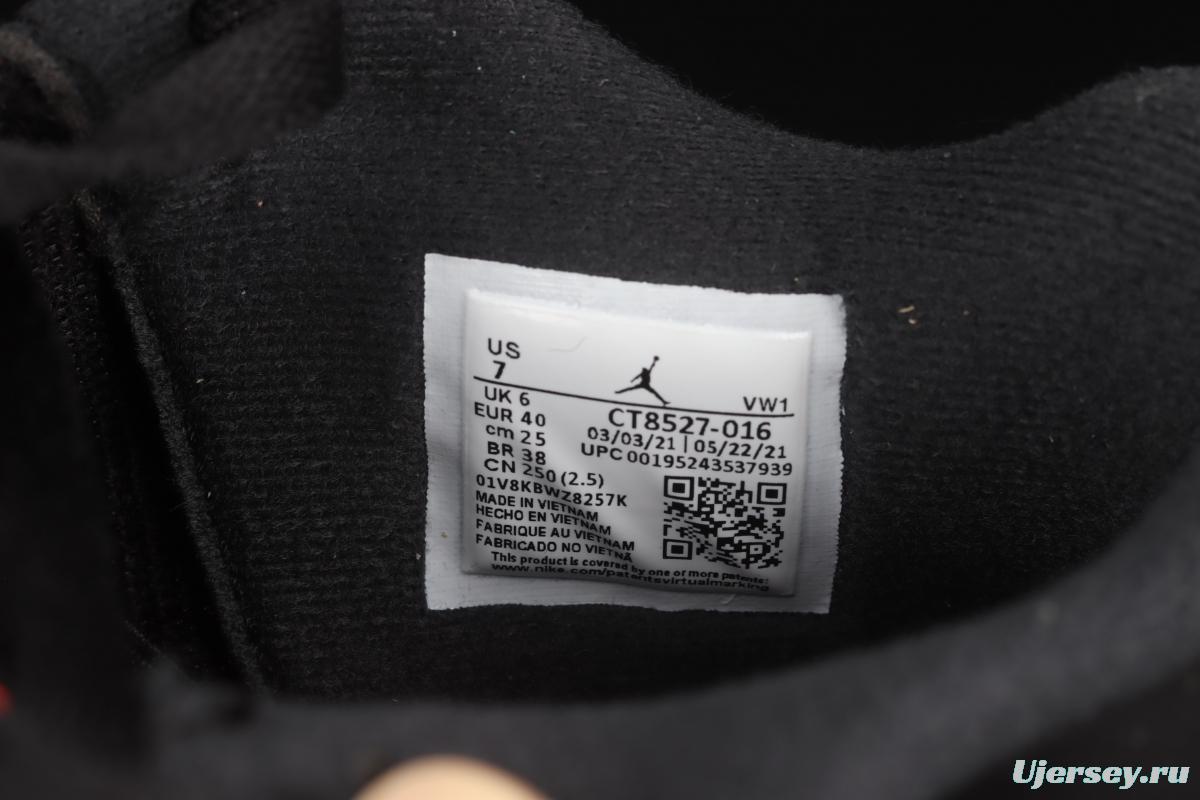 US
7
VW1
UK 6
EUR 40
cm 25
BR 38
CN 250 (2.5)
CT8527-016
03/03/21 | 05/22/21
UPC 00195243537939
01V8KBWZ8257K
MADE IN VIETNAM
HECHO EN VIETNAM
FABRIQUE AU VIETNAM
FABRICADO NO VIETNÃ
This product is covered by one or more patents:
www.nike.com/patentsvirtualmarking
Ujersey.ru